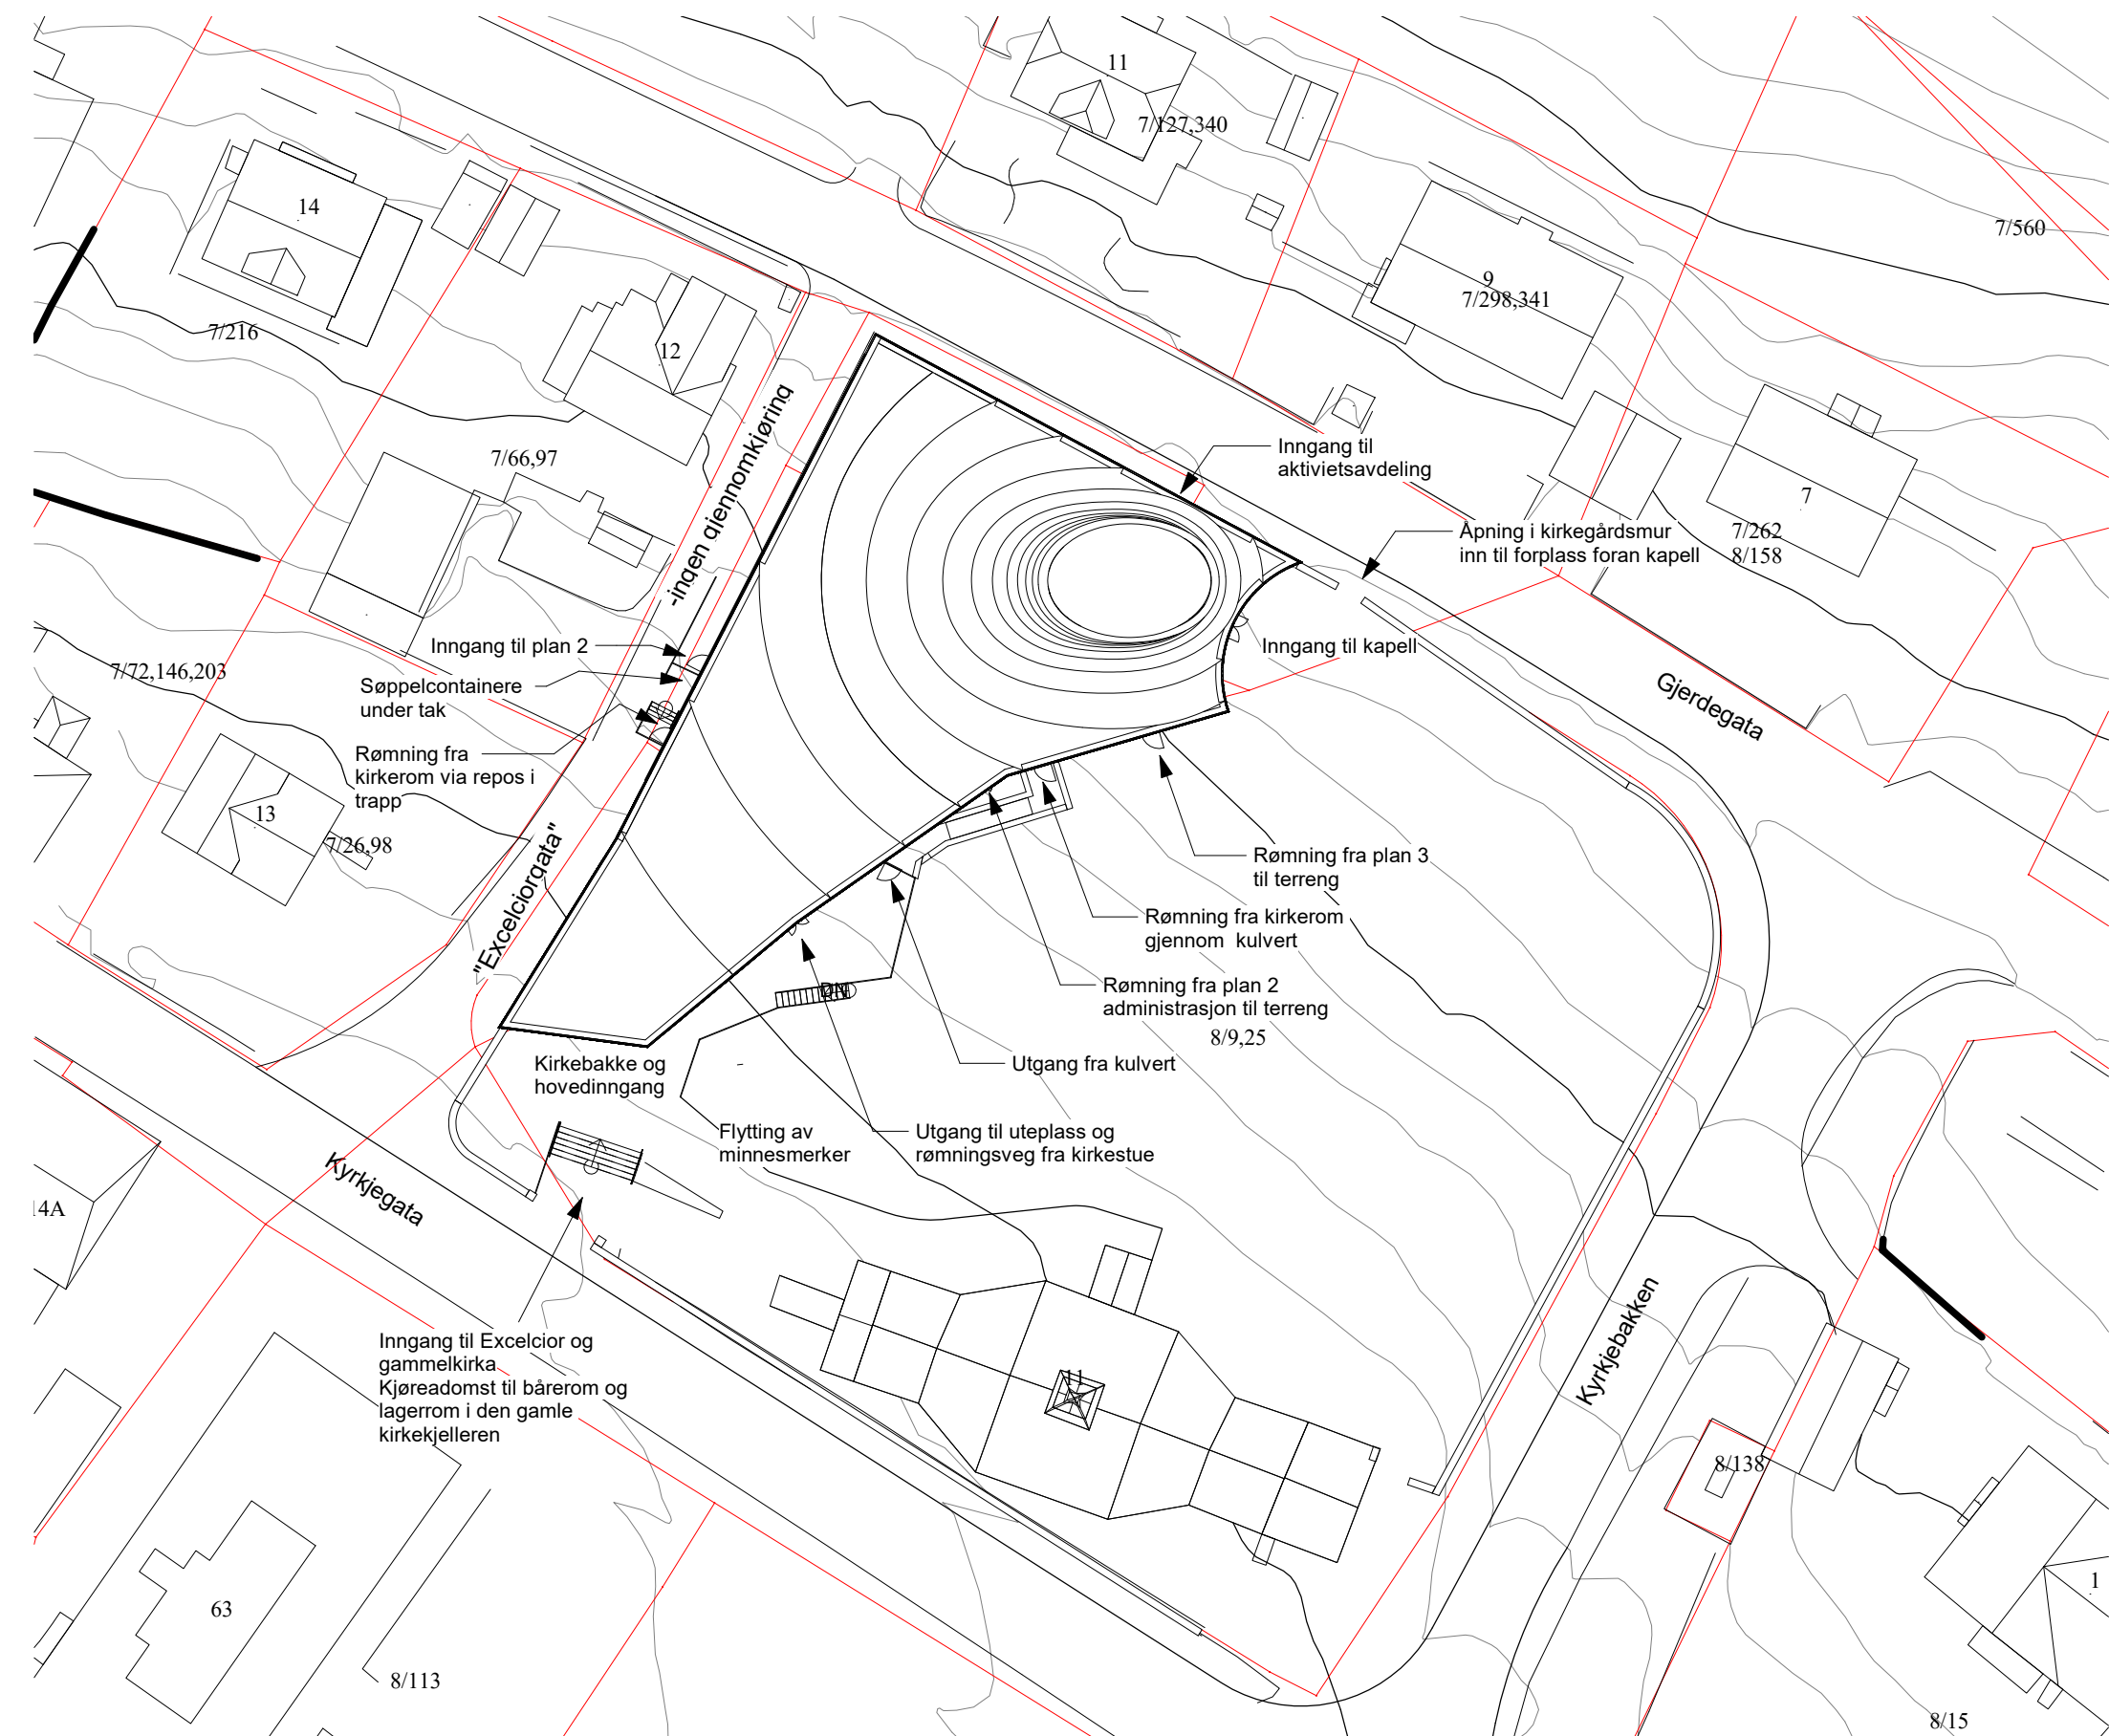 11
7/127,340
14
7/560
9
7/298,341
7/216
12
7/66,97
-ingen gjennomkjøring
Inngang til
aktivietsavdeling
7
7/262
8/158
Åpning i kirkegårdsmur
inn til forplass foran kapell
Inngang til plan 2
Inngang til kapell
7/72,146,203
Søppelcontainere
under tak
Gjerdegata
Rømning fra
kirkerom via repos i
trapp
13
7/26,98
"Excelciorgata"
Rømning fra plan 3
til terreng
Rømning fra kirkerom
gjennom kulvert
Rømning fra plan 2
administrasjon til terreng
8/9,25
Utgang fra kulvert
Kirkebakke og
hovedinngang
Flytting av
minnesmerker
Utgang til uteplass og
rømningsveg fra kirkestue
Kyrkjegata
14A
Kyrkjebakken
Inngang til Excelcior og
gammelkirka
Kjøreadomst til bårerom og
lagerrom i den gamle
kirkekjelleren
11
8/138
63
1
8/113
8/15